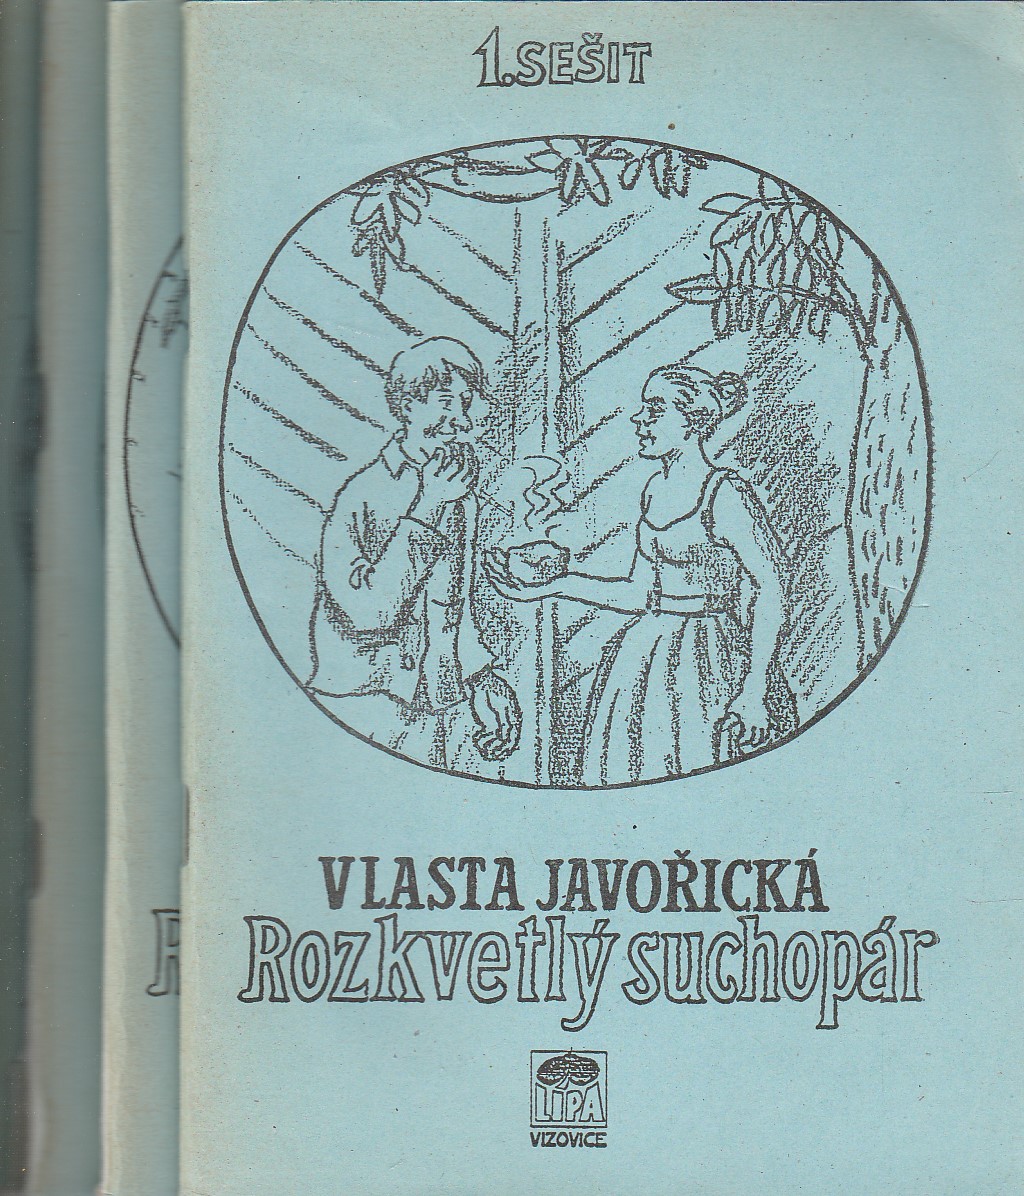 1. SEŠIT
VLASTA JAVOŘICKÁ
Rozkvetlý suchopár
R
LÍPA
VIZOVICE